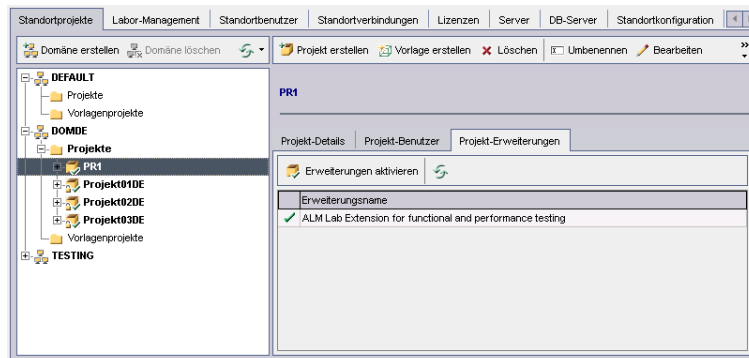 Standortprojekte Labor-Management Standortbenutzer Standortverbindungen Lizenzen Server DB-Server Standortkonfiguration
Domäne erstellen Domäne löschen Projekt erstellen Vorlage erstellen Löschen Umbenennen Bearbeiten
DEFAULT
Projekte
Vorlagenprojekte
DOMDE
Projekte
PR1
Projekt01DE
Projekt02DE
Projekt03DE
Vorlagenprojekte
TESTING
PR1
Projekt-Details Projekt-Benutzer Projekt-Erweiterungen
Erweiterungen aktivieren
Erweiterungsname
ALM Lab Extension for functional and performance testing